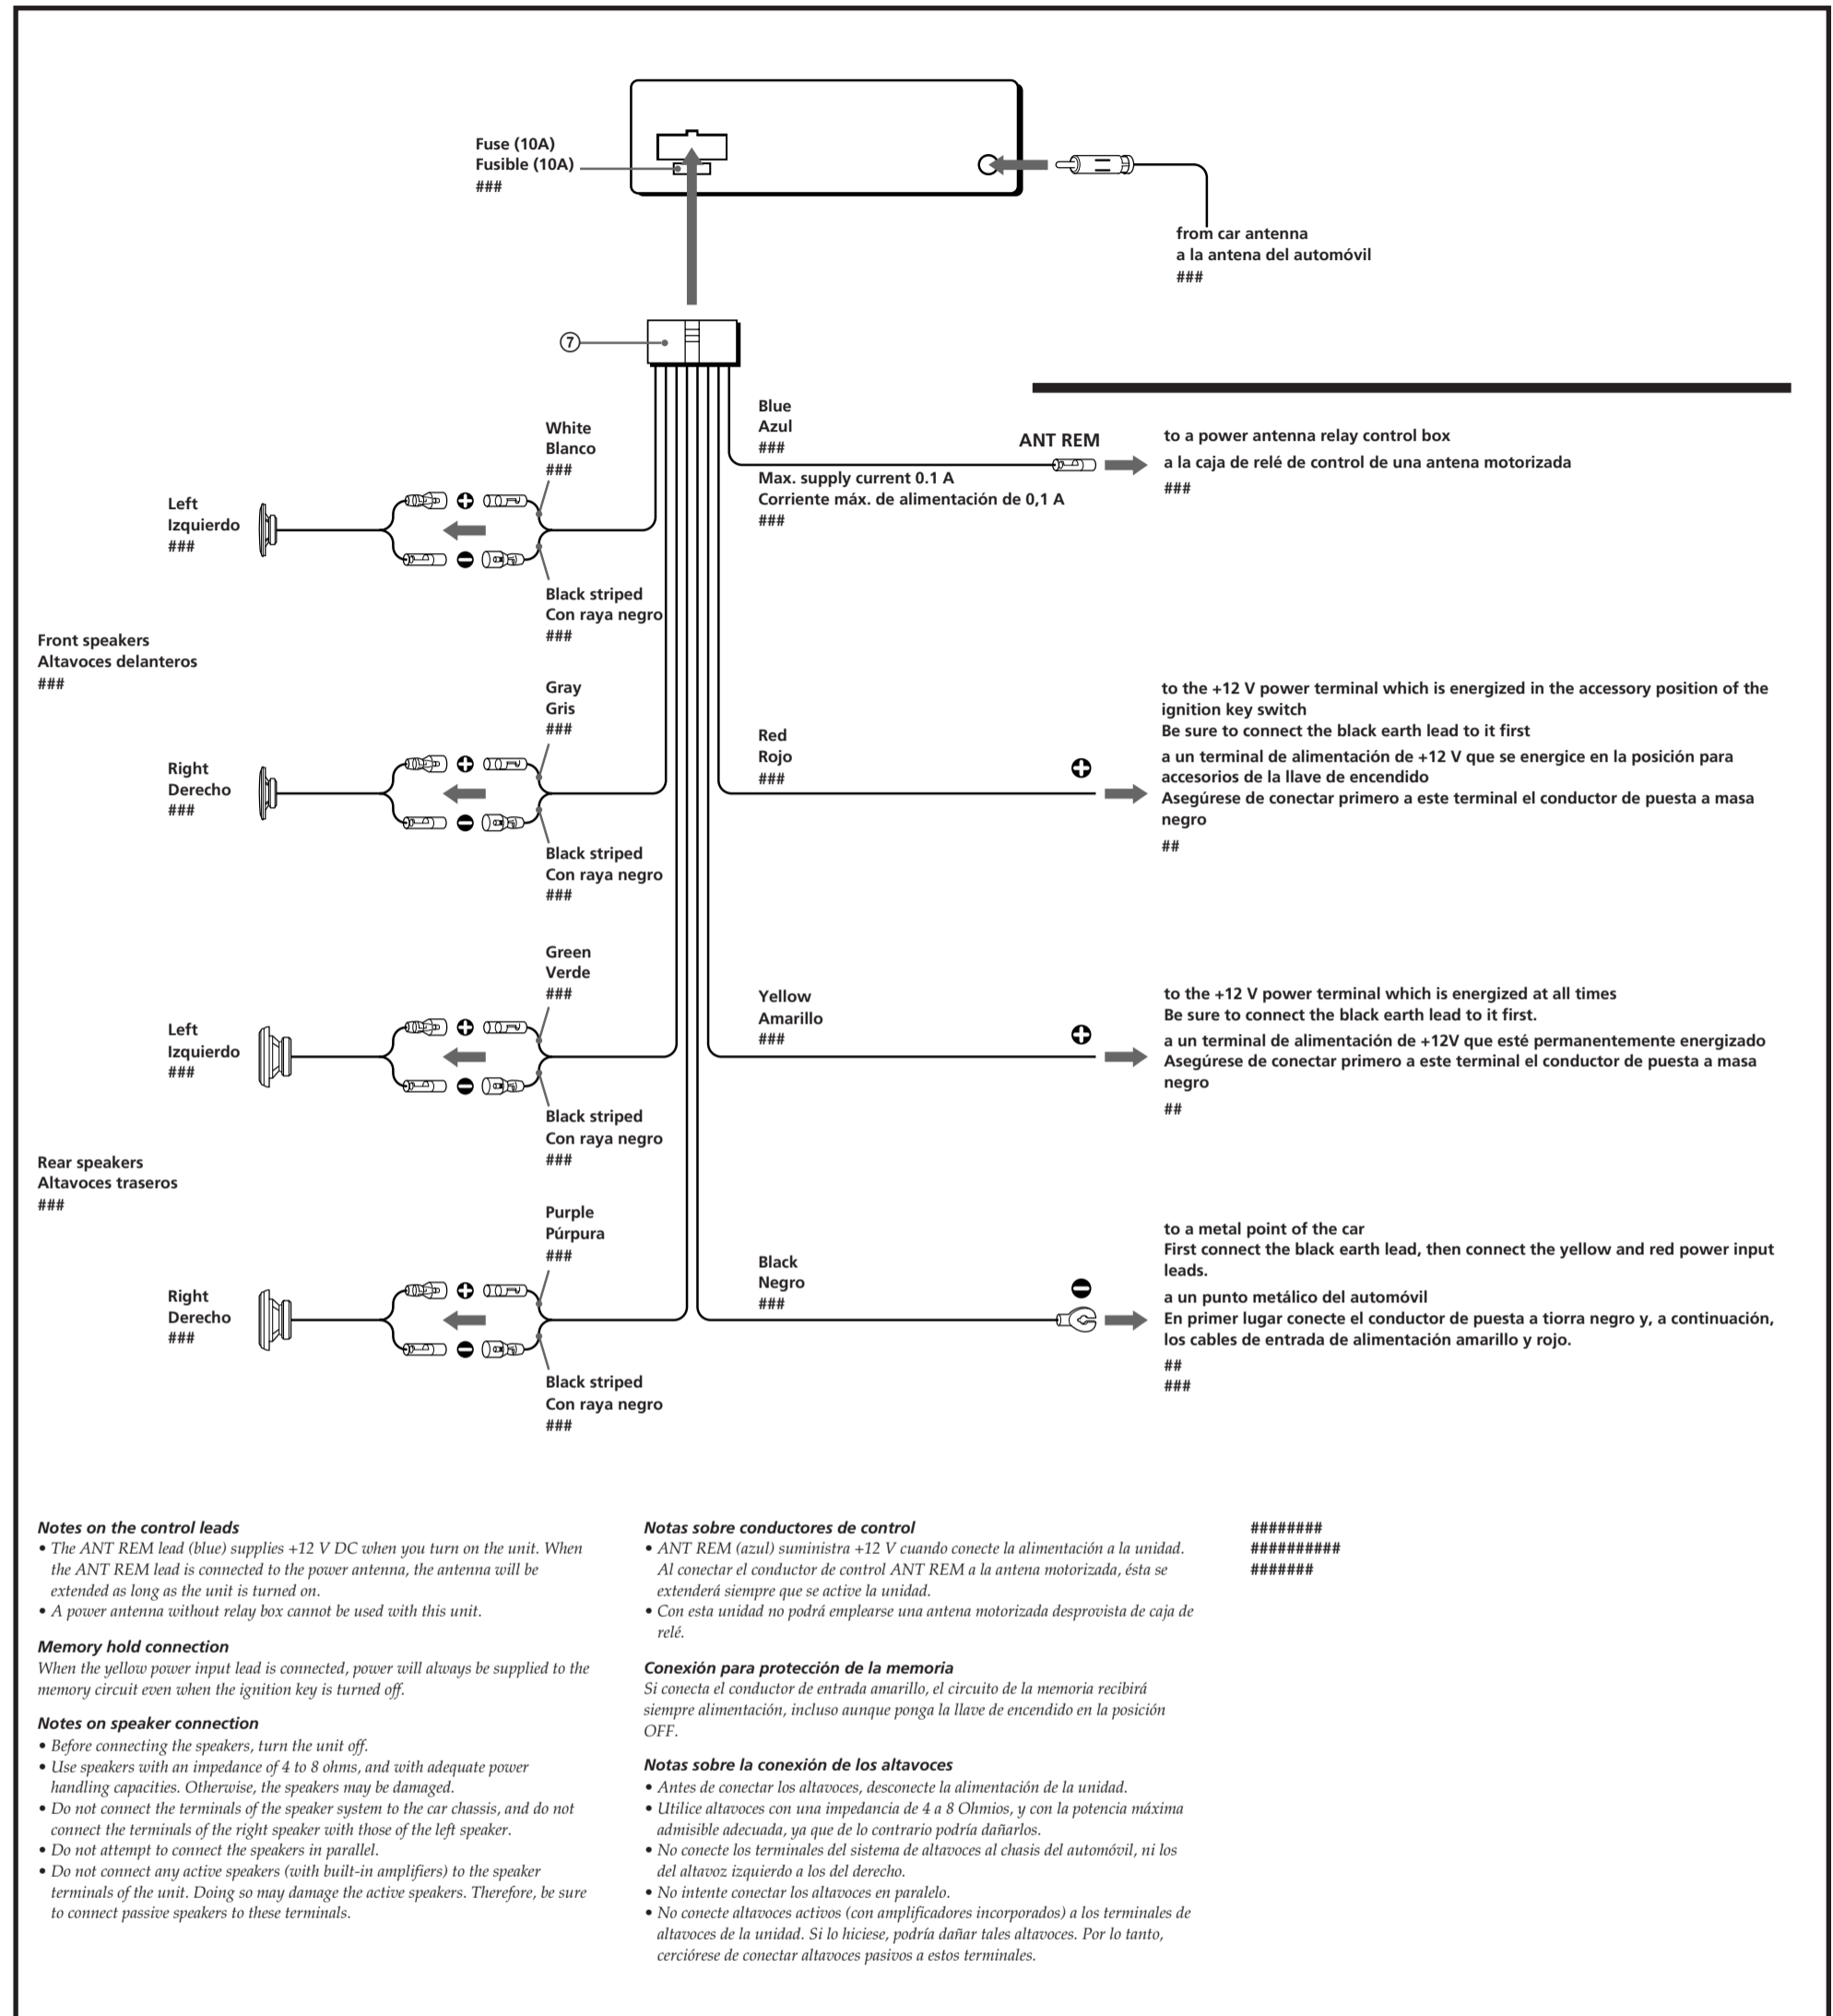 Fuse (10A)
Fusible (10A)
###
from car antenna
a la antena del automóvil
###
7
White
Blanco
###
Left
Izquierdo
###
Black striped
Con raya negro
###
Front speakers
Altavoces delanteros
###
Gray
Gris
###
Right
Derecho
###
Black striped
Con raya negro
###
Green
Verde
###
Left
Izquierdo
###
Black striped
Con raya negro
###
Rear speakers
Altavoces traseros
###
Purple
Púrpura
###
Right
Derecho
###
Black striped
Con raya negro
###
Blue
Azul
###
Max. supply current 0.1 A
Corriente máx. de alimentación de 0,1 A
###
ANT REM
to a power antenna relay control box
a la caja de relé de control de una antena motorizada
###
Red
Rojo
###
to the +12 V power terminal which is energized in the accessory position of the
ignition key switch
Be sure to connect the black earth lead to it first
a un terminal de alimentación de +12 V que se energice en la posición para
accesorios de la llave de encendido
Asegúrese de conectar primero a este terminal el conductor de puesta a masa
negro
##
Yellow
Amarillo
###
to the +12 V power terminal which is energized at all times
Be sure to connect the black earth lead to it first.
a un terminal de alimentación de +12V que esté permanentemente energizado
Asegúrese de conectar primero a este terminal el conductor de puesta a masa
negro
##
Black
Negro
###
to a metal point of the car
First connect the black earth lead, then connect the yellow and red power input
leads.
a un punto metálico del automóvil
En primer lugar conecte el conductor de puesta a tiorra negro y, a continuación,
los cables de entrada de alimentación amarillo y rojo.
##
###
Notes on the control leads
• The ANT REM lead (blue) supplies +12 V DC when you turn on the unit. When
the ANT REM lead is connected to the power antenna, the antenna will be
extended as long as the unit is turned on.
• A power antenna without relay box cannot be used with this unit.
Memory hold connection
When the yellow power input lead is connected, power will always be supplied to the
memory circuit even when the ignition key is turned off.
Notes on speaker connection
• Before connecting the speakers, turn the unit off.
• Use speakers with an impedance of 4 to 8 ohms, and with adequate power
handling capacities. Otherwise, the speakers may be damaged.
• Do not connect the terminals of the speaker system to the car chassis, and do not
connect the terminals of the right speaker with those of the left speaker.
• Do not attempt to connect the speakers in parallel.
• Do not connect any active speakers (with built-in amplifiers) to the speaker
terminals of the unit. Doing so may damage the active speakers. Therefore, be sure
to connect passive speakers to these terminals.
Notas sobre conductores de control
• ANT REM (azul) suministra +12 V cuando conecte la alimentación a la unidad.
Al conectar el conductor de control ANT REM a la antena motorizada, ésta se
extenderá siempre que se active la unidad.
• Con esta unidad no podrá emplearse una antena motorizada desprovista de caja de
relé.
Conexión para protección de la memoria
Si conecta el conductor de entrada amarillo, el circuito de la memoria recibirá
siempre alimentación, incluso aunque ponga la llave de encendido en la posición
OFF.
Notas sobre la conexión de los altavoces
• Antes de conectar los altavoces, desconecte la alimentación de la unidad.
• Utilice altavoces con una impedancia de 4 a 8 Ohmios, y con la potencia máxima
admisible adecuada, ya que de lo contrario podría dañarlos.
• No conecte los terminales del sistema de altavoces al chasis del automóvil, ni los
del altavoz izquierdo a los del derecho.
• No intente conectar los altavoces en paralelo.
• No conecte altavoces activos (con amplificadores incorporados) a los terminales de
altavoces de la unidad. Si lo hiciese, podría dañar tales altavoces. Por lo tanto,
cerciórese de conectar altavoces pasivos a estos terminales.
########
##########
#######